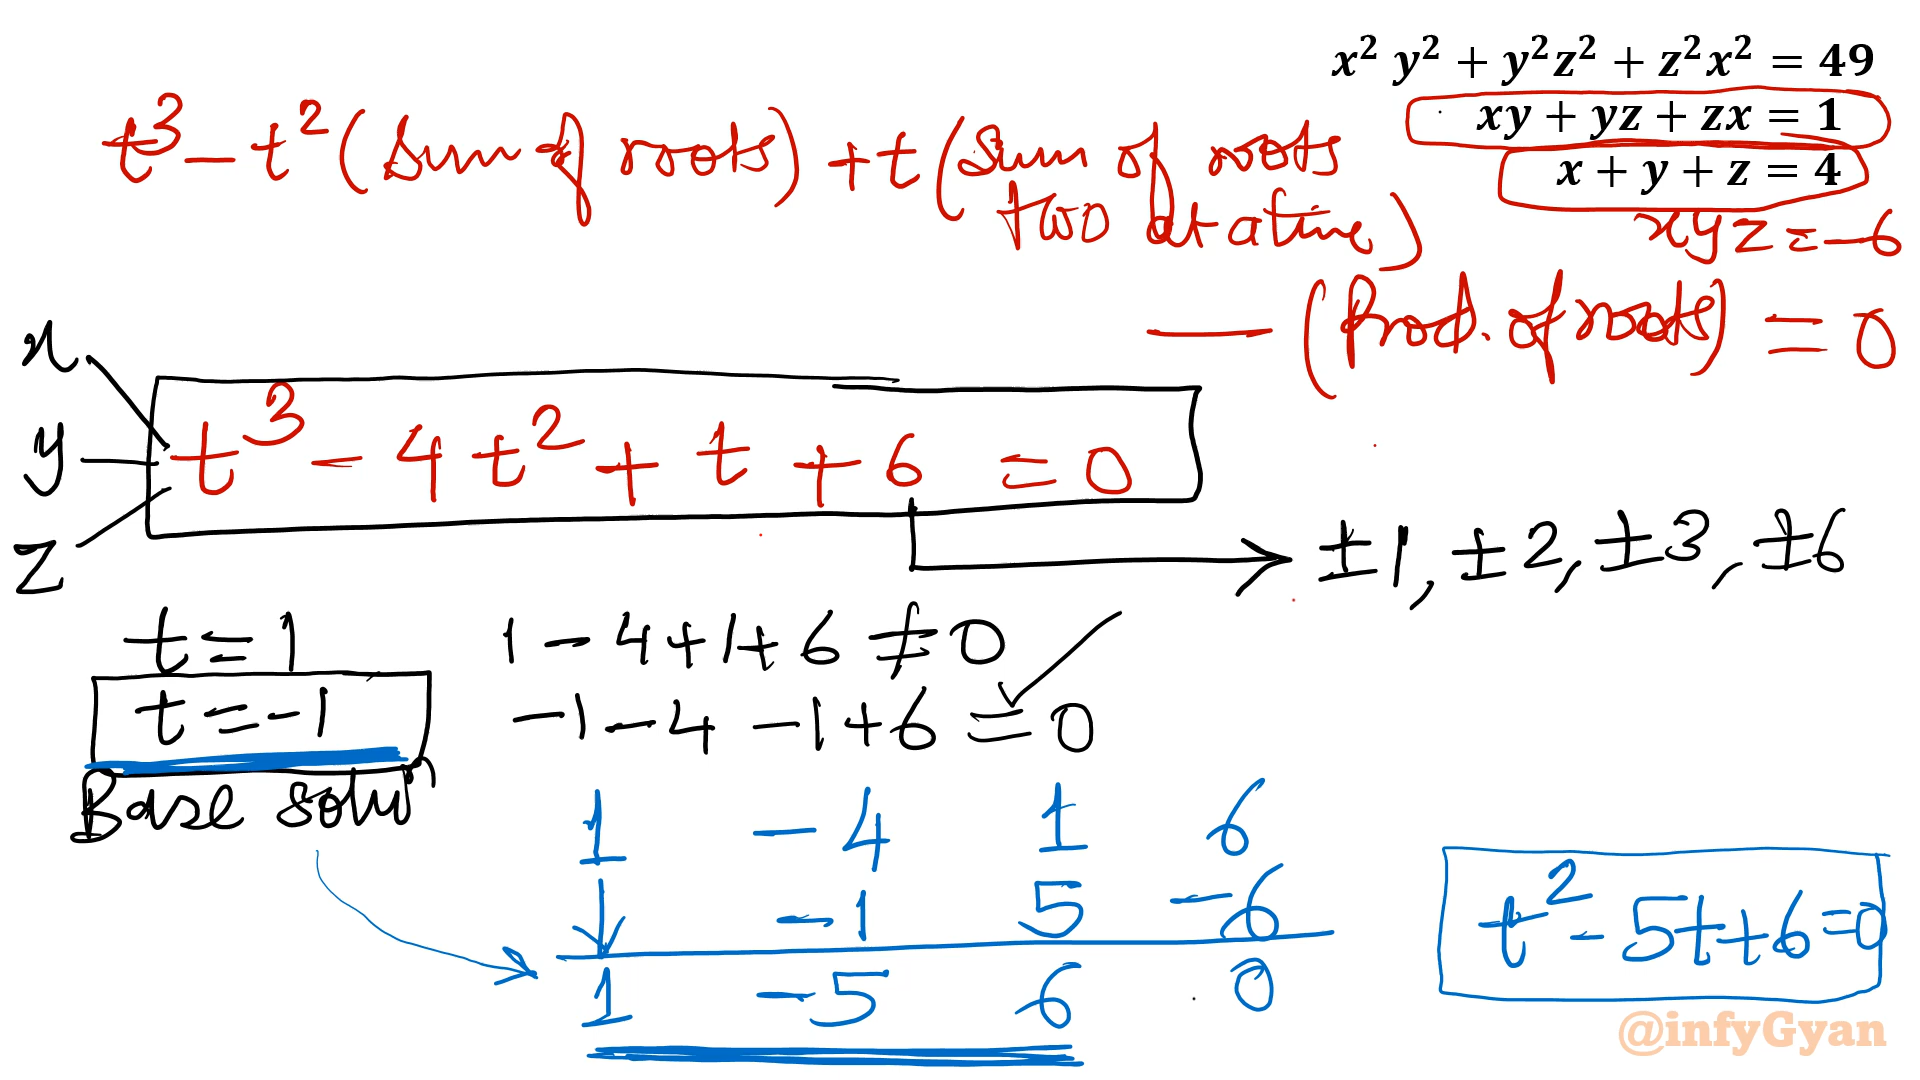 x² y² + y²z² + z²x² = 49
xy + yz + zx = 1
x + y + z = 4
xyz = -6
t³ - t² (Sum of roots) + t (Sum of roots
two at a time)
- (Prod. of roots) = 0
x
y
z
t³ - 4t² + t + 6 = 0
±1, ±2, ±3, ±6
t = 1 1 - 4 + 1 + 6 ≠ 0
t = -1 -1 - 4 - 1 + 6 = 0
Base solu
1 -4 1 6
↓ -1 5 -6
1 -5 6 0
t² - 5t + 6 = 0
@infyGyan